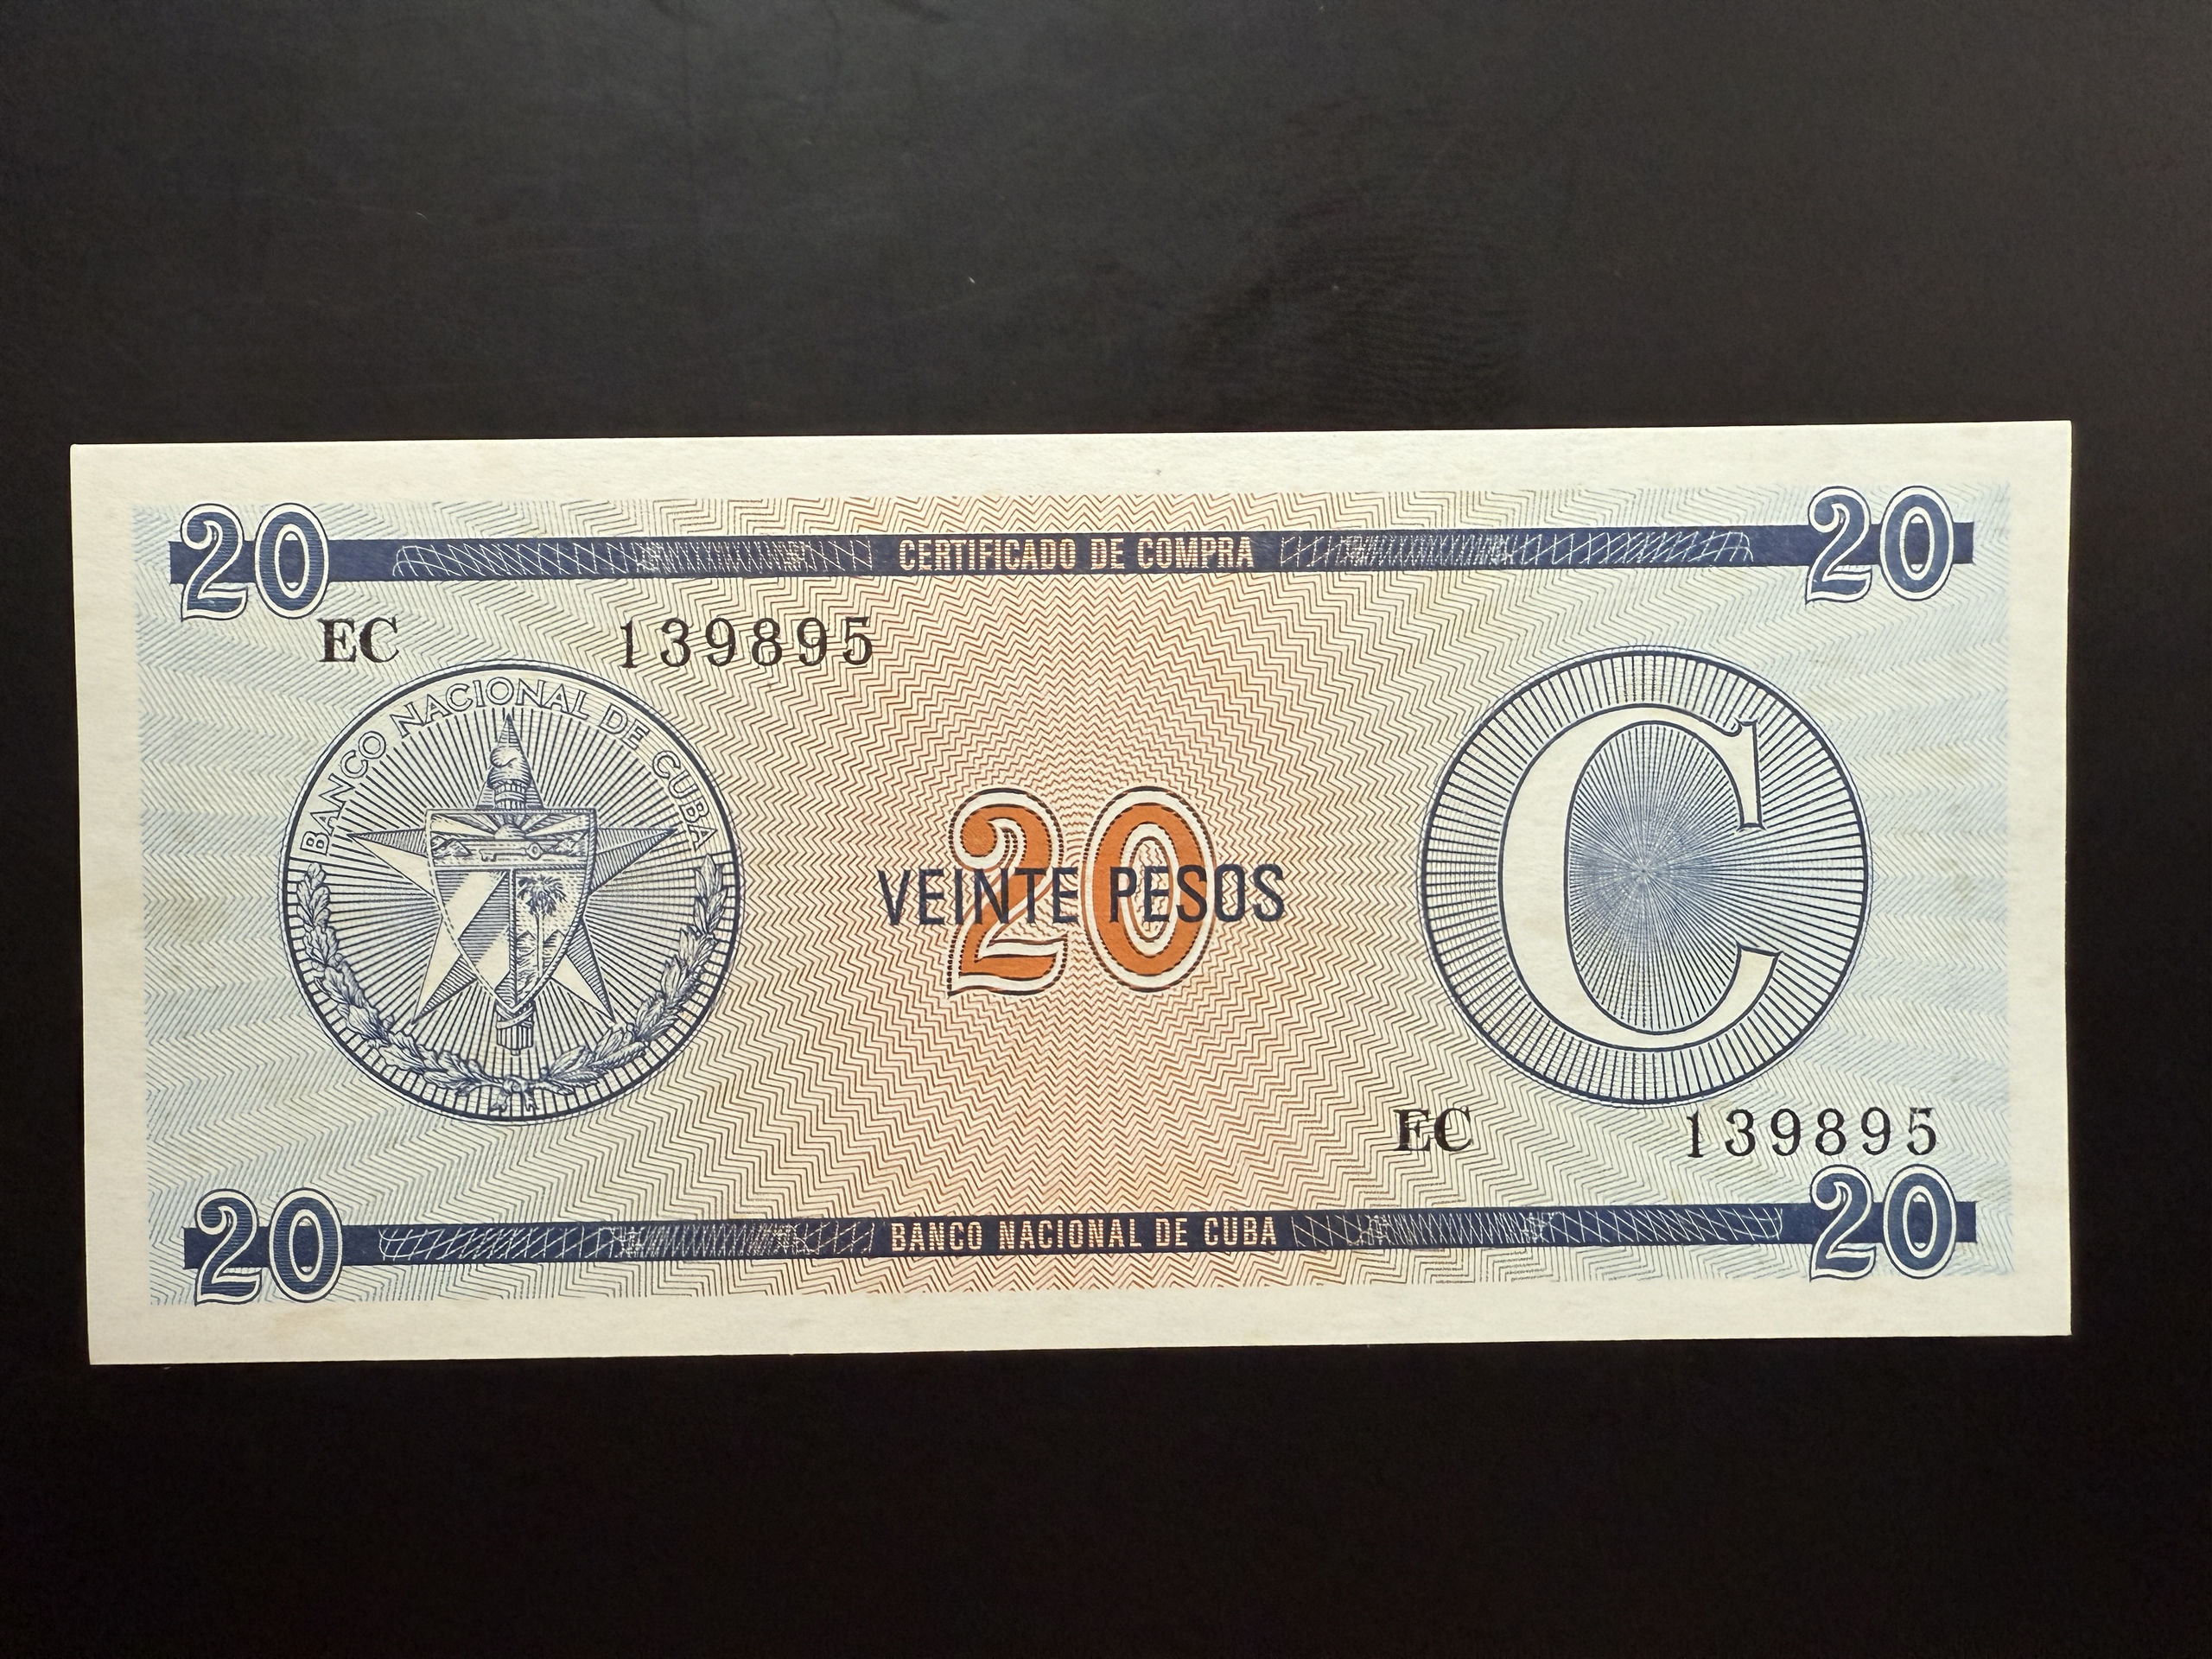 20 CERTIFICADO DE COMPRA 20
EC 139895
BANCO NACIONAL DE CUBA
20
VEINTE PESOS
C
EC 139895
20 BANCO NACIONAL DE CUBA 20